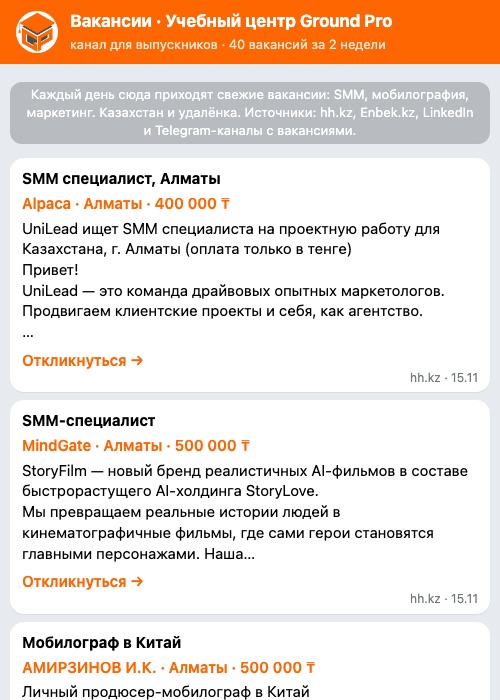 Вакансии · Учебный центр Ground Pro
канал для выпускников · 40 вакансий за 2 недели
Каждый день сюда приходят свежие вакансии: SMM, мобилография,
маркетинг. Казахстан и удалёнка. Источники: hh.kz, Enbek.kz, LinkedIn
и Telegram-каналы с вакансиями.
SMM специалист, Алматы
Alpaca · Алматы · 400 000 ₸
UniLead ищет SMM специалиста на проектную работу для
Казахстана, г. Алматы (оплата только в тенге)
Привет!
UniLead — это команда драйвовых опытных маркетологов.
Продвигаем клиентские проекты и себя, как агентство.
...
Откликнуться →
hh.kz · 15.11
SMM-специалист
MindGate · Алматы · 500 000 ₸
StoryFilm — новый бренд реалистичных AI-фильмов в составе
быстрорастущего AI-холдинга StoryLove.
Мы превращаем реальные истории людей в
кинематографичные фильмы, где сами герои становятся
главными персонажами. Наша...
Откликнуться →
hh.kz · 15.11
Мобилограф в Китай
АМИРЗИНОВ И.К. · Алматы · 500 000 ₸
Личный продюсер-мобилограф в Китай